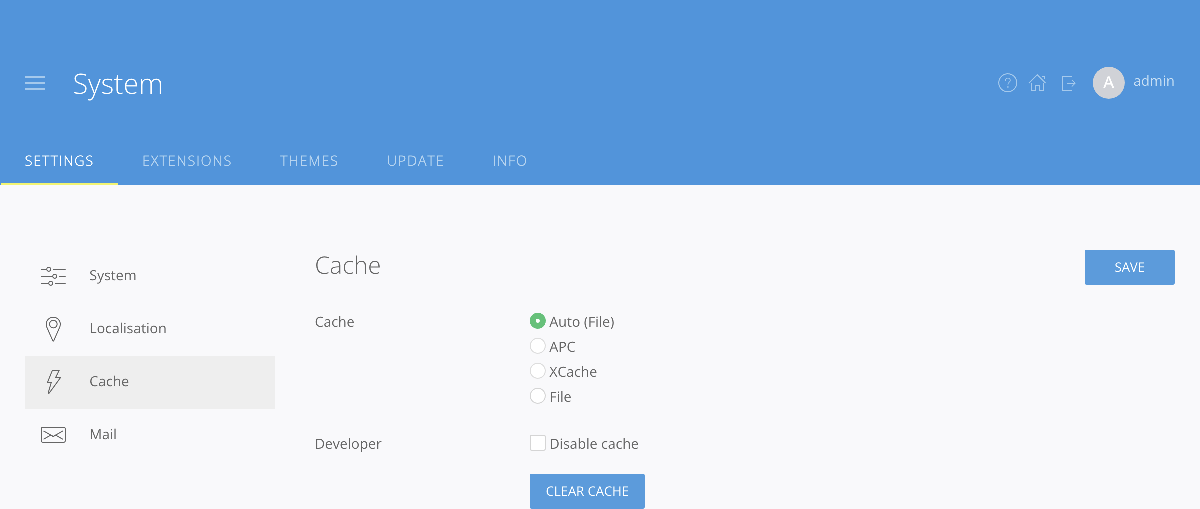 System
A admin
SETTINGS EXTENSIONS THEMES UPDATE INFO
System
Localisation
Cache
Mail
Cache
SAVE
Cache
Auto (File)
APC
XCache
File
Developer
Disable cache
CLEAR CACHE